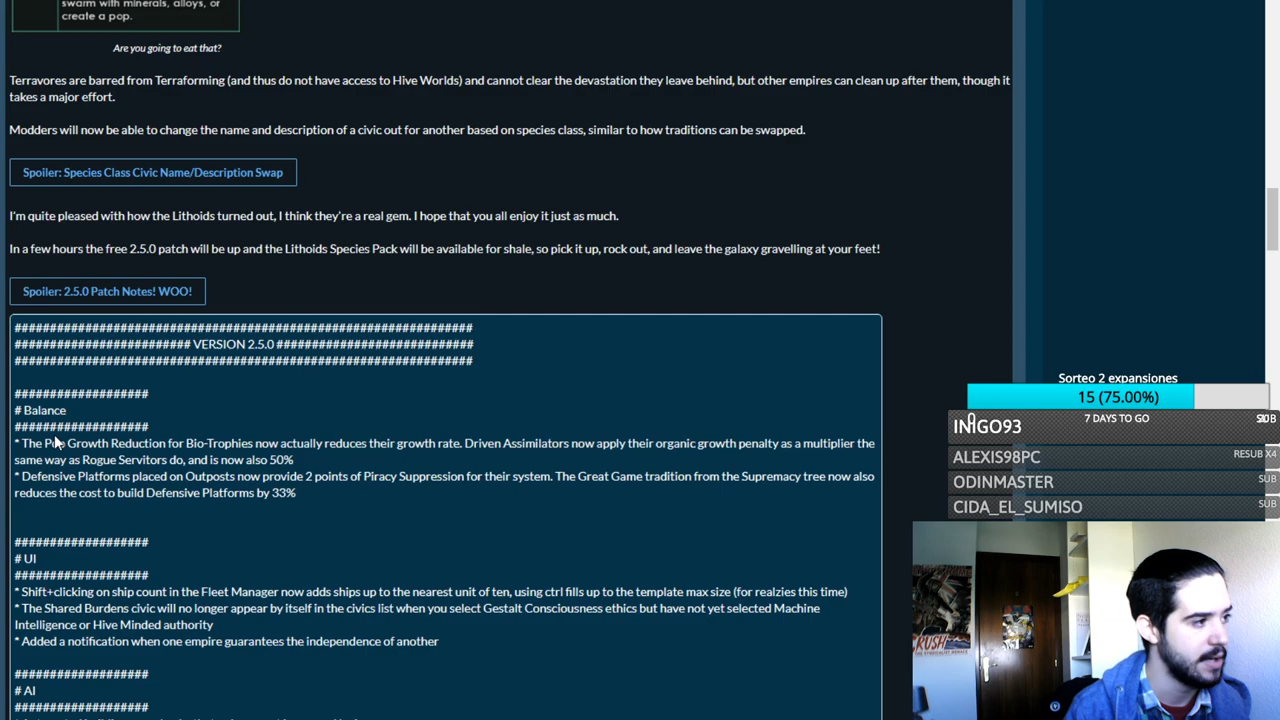 swarm with minerals, alloys, or
create a pop.
Are you going to eat that?
Terravores are barred from Terraforming (and thus do not have access to Hive Worlds) and cannot clear the devastation they leave behind, but other empires can clean up after them, though it
takes a major effort.
Modders will now be able to change the name and description of a civic out for another based on species class, similar to how traditions can be swapped.
Spoiler: Species Class Civic Name/Description Swap
I'm quite pleased with how the Lithoids turned out, I think they're a real gem. I hope that you all enjoy it just as much.
In a few hours the free 2.5.0 patch will be up and the Lithoids Species Pack will be available for shale, so pick it up, rock out, and leave the galaxy gravelling at your feet!
Spoiler: 2.5.0 Patch Notes! WOO!
#################################################################
######################### VERSION 2.5.0 ############################
#################################################################
###################
# Balance
###################
* The Pop Growth Reduction for Bio-Trophies now actually reduces their growth rate. Driven Assimilators now apply their organic growth penalty as a multiplier the
same way as Rogue Servitors do, and is now also 50%
* Defensive Platforms placed on Outposts now provide 2 points of Piracy Suppression for their system. The Great Game tradition from the Supremacy tree now also
reduces the cost to build Defensive Platforms by 33%
###################
# UI
###################
* Shift+clicking on ship count in the Fleet Manager now adds ships up to the nearest unit of ten, using ctrl fills up to the template max size (for realzies this time)
* The Shared Burdens civic will no longer appear by itself in the civics list when you select Gestalt Consciousness ethics but have not yet selected Machine
Intelligence or Hive Minded authority
* Added a notification when one empire guarantees the independence of another
###################
# AI
###################
Sorteo 2 expansiones
15 (75.00%)
0
7 DAYS TO GO
INIGO93 SUB
ALEXIS98PC RESUB X4
ODINMASTER SUB
CIDA_EL_SUMISO SUB
CRUSH